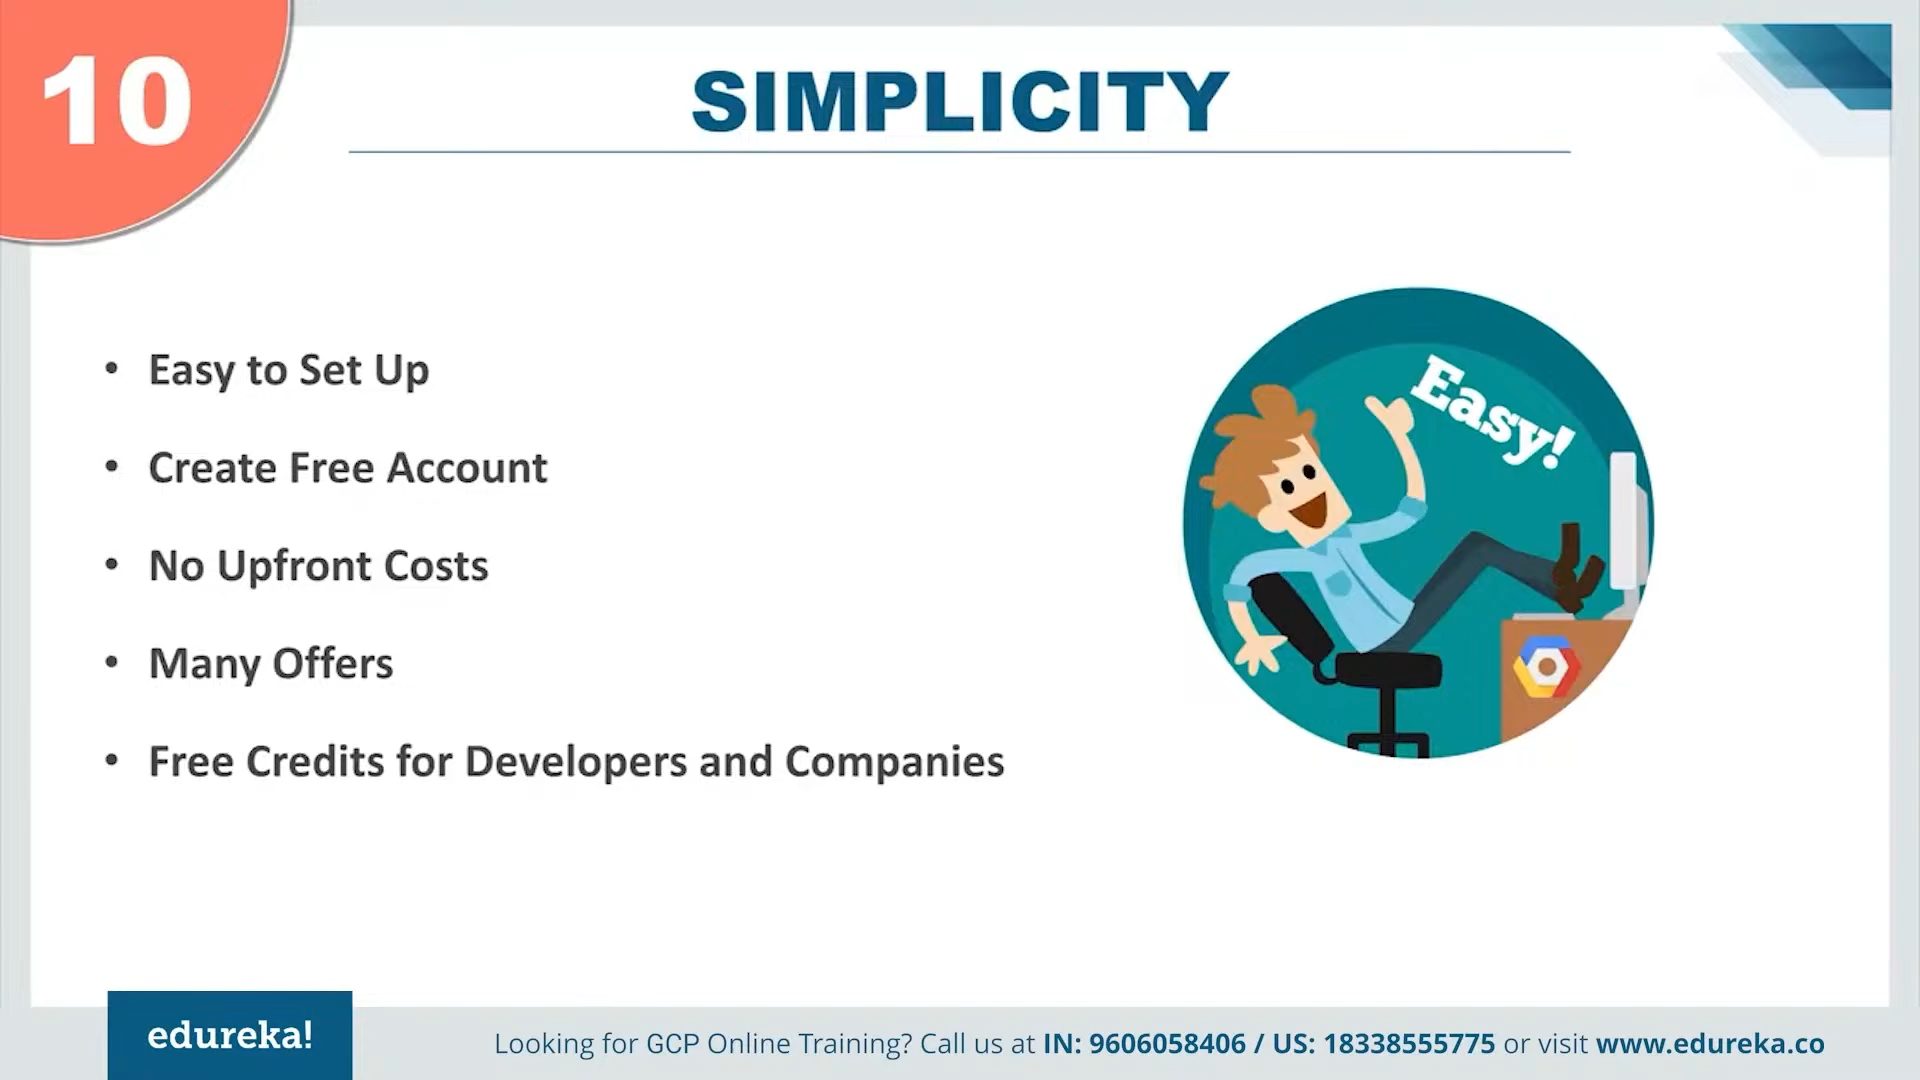 10
SIMPLICITY
• Easy to Set Up
• Create Free Account
• No Upfront Costs
• Many Offers
• Free Credits for Developers and Companies
Easy!
edureka!
Looking for GCP Online Training? Call us at IN: 9606058406 / US: 18338555775 or visit www.edureka.co